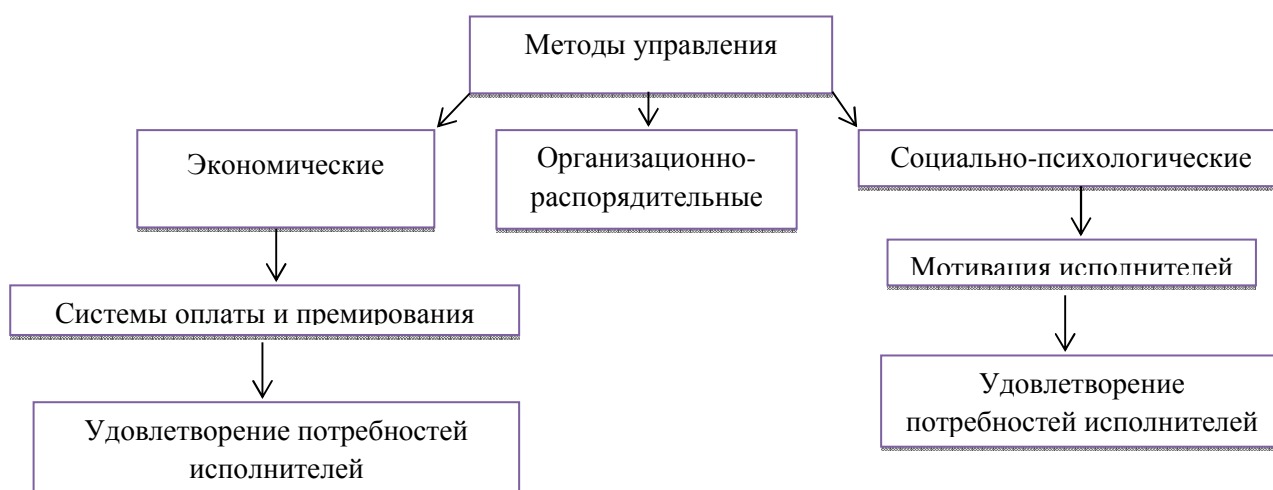 Методы управления
Экономические
Организационно-
распорядительные
Социально-психологические
Мотивация исполнителей
Системы оплаты и премирования
Удовлетворение
потребностей исполнителей
Удовлетворение потребностей
исполнителей